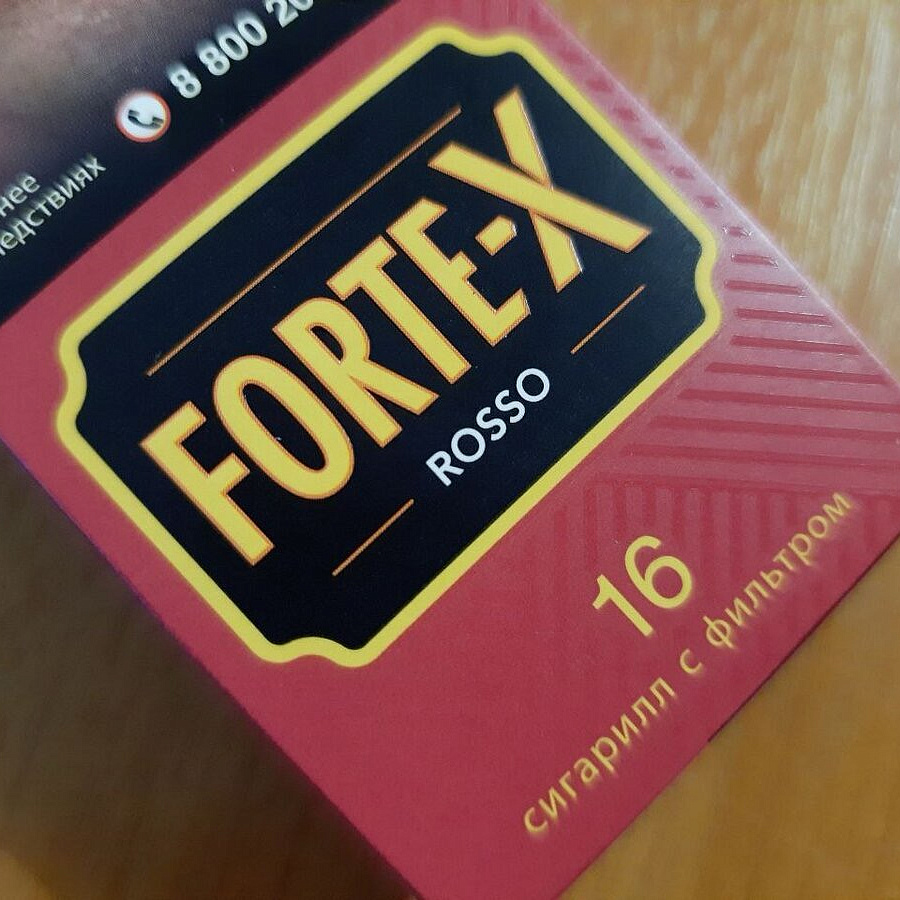 8 800 20
нее
едствиях
FORTE-X
ROSSO
16
сигарилл с фильтром